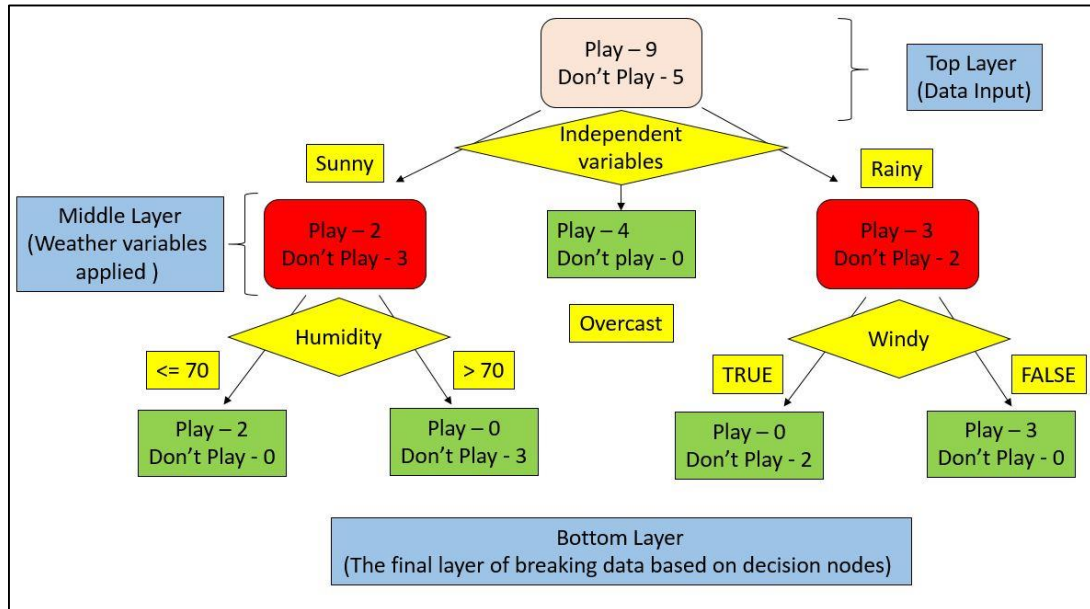 Play – 9
Don't Play - 5
Top Layer
(Data Input)
Independent
variables
Sunny
Rainy
Middle Layer
(Weather variables
applied )
Play – 2
Don't Play - 3
Play – 4
Don't play - 0
Play – 3
Don't Play - 2
Overcast
Humidity
Windy
<= 70
> 70
TRUE
FALSE
Play – 2
Don't Play - 0
Play – 0
Don't Play - 3
Play – 0
Don't Play - 2
Play – 3
Don't Play - 0
Bottom Layer
(The final layer of breaking data based on decision nodes)